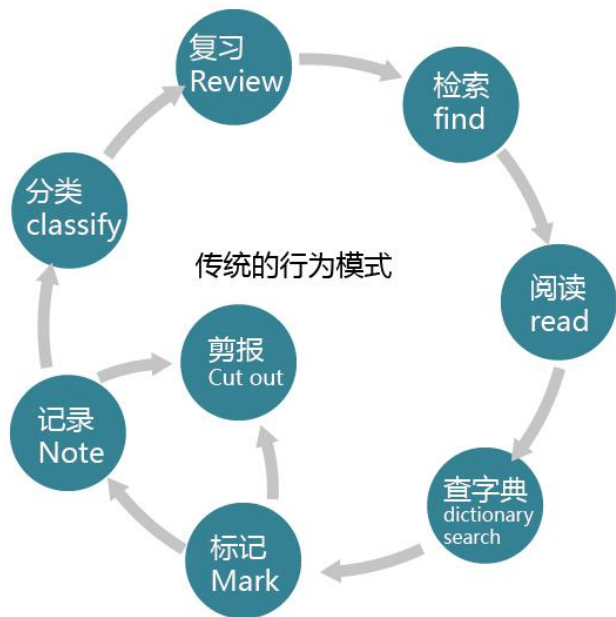 复习
Review
检索
find
阅读
read
查字典
dictionary
search
标记
Mark
记录
Note
分类
classify
剪报
Cut out
传统的行为模式